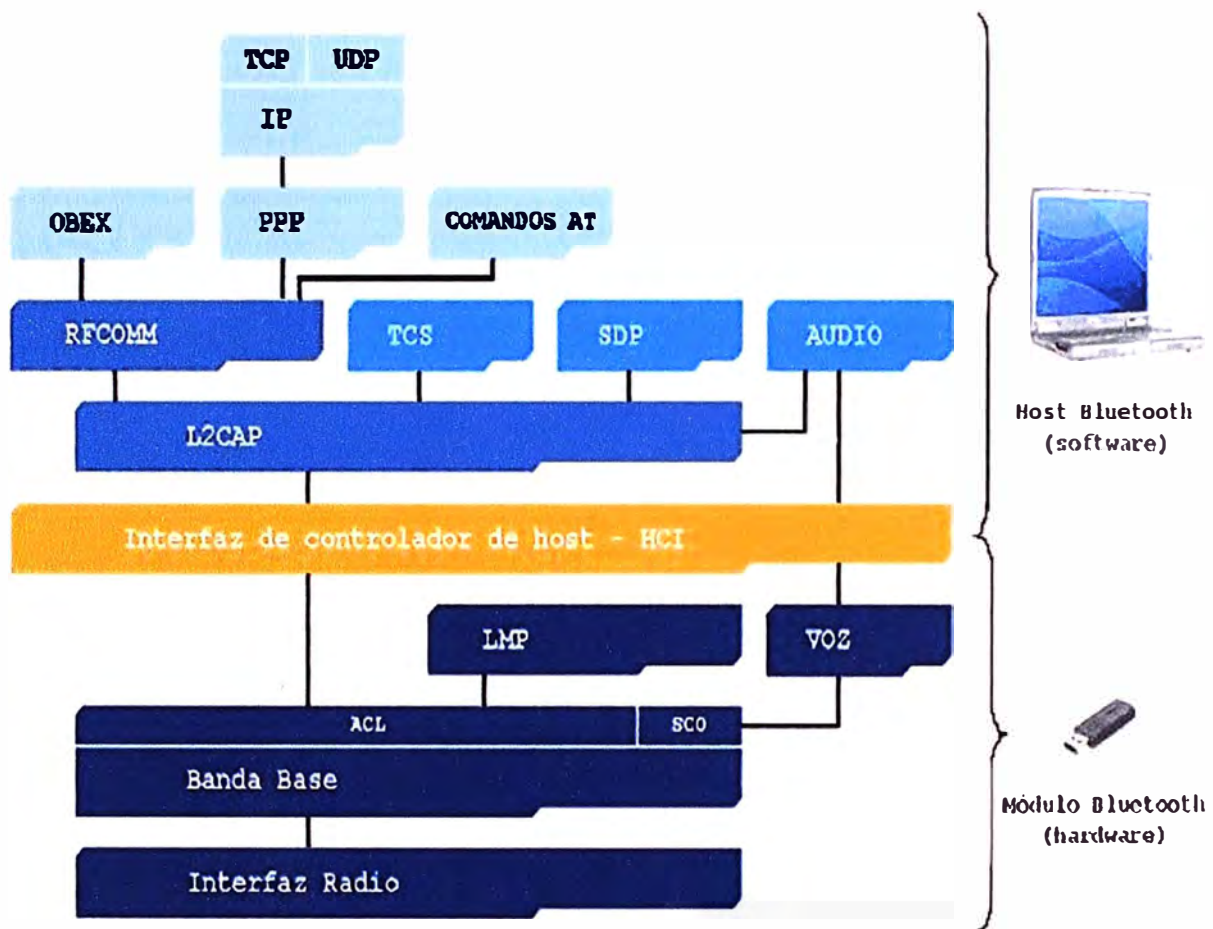 TCP UDP
IP
OBEX PPP COMANDOS AT
RFCOMM TCS SDP AUDIO
L2CAP
Host Bluetooth
(software)
Interfaz de controlador de host - HCI
LMP VOZ
ACL SCO
Banda Base
Módulo Bluetooth
(hardware)
Interfaz Radio